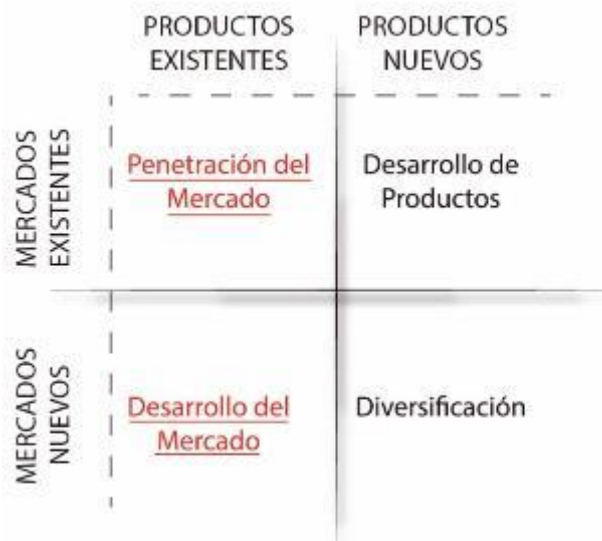 PRODUCTOS
EXISTENTES
PRODUCTOS
NUEVOS
MERCADOS
EXISTENTES
Penetración del
Mercado
Desarrollo de
Productos
MERCADOS
NUEVOS
Desarrollo del
Mercado
Diversificación